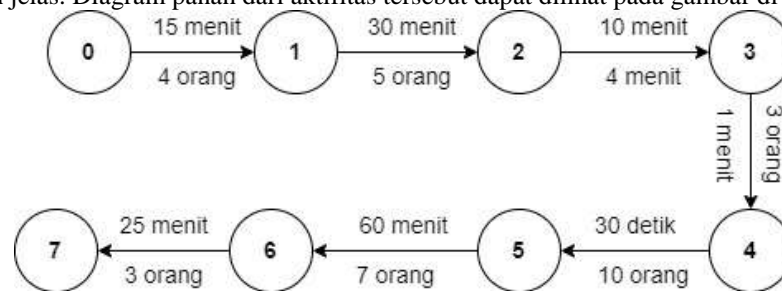 jelas. Diagram panah dari aktifitas tersebut dapat dilihat pada gambar di
15 menit 30 menit 10 menit
0 1 2 3
4 orang 5 orang 4 menit
3 orang
1 menit
25 menit 60 menit 30 detik
7 6 5 4
3 orang 7 orang 10 orang